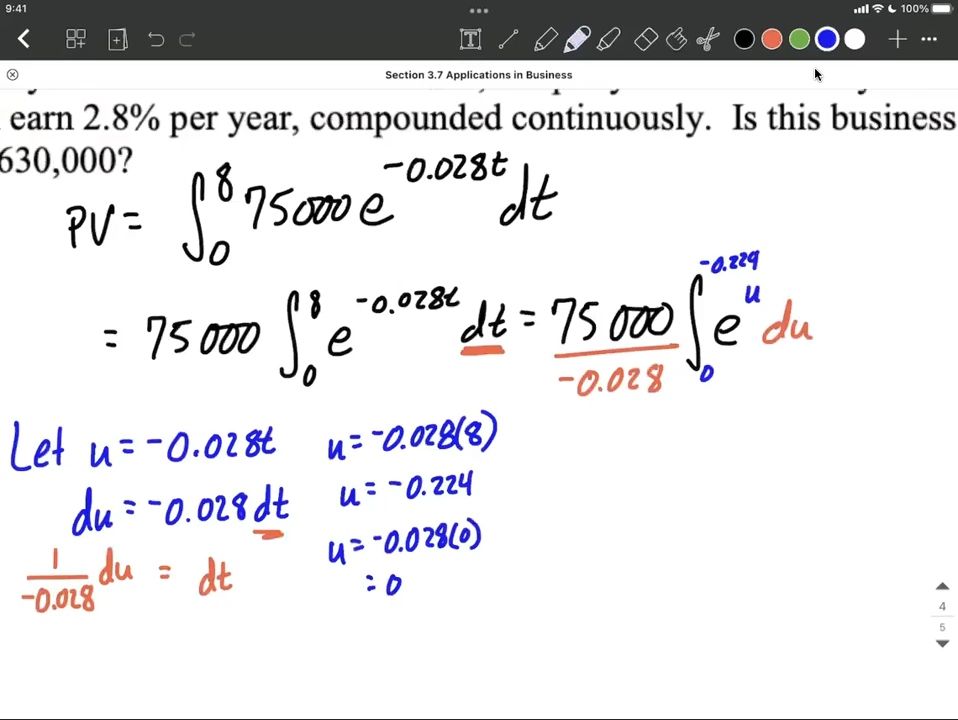 9:41 100%
Section 3.7 Applications in Business
earn 2.8% per year, compounded continuously. Is this business
630,000?
PV = ∫₀⁸ 75000 e^(-0.028t) dt
= 75000 ∫₀⁸ e^(-0.028t) dt = 75000/-0.028 ∫₀^(-0.224) e^u du
Let u = -0.028t
du = -0.028 dt
1/-0.028 du = dt
u = -0.028(8)
u = -0.224
u = -0.028(0)
= 0
4
5